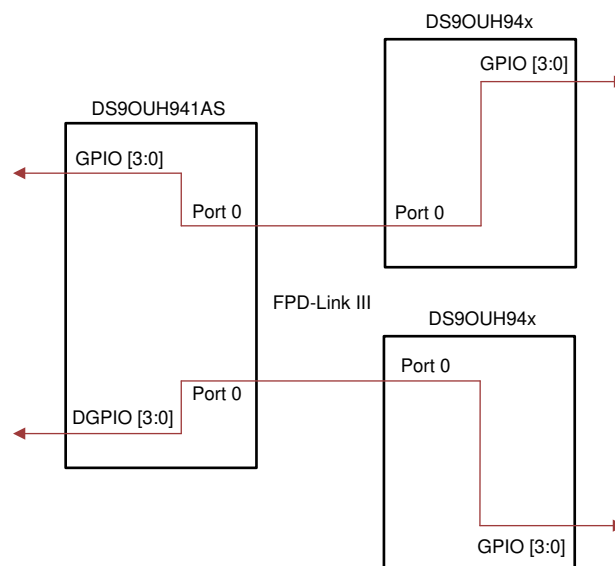 DS9OUH94x
GPIO [3:0]
DS9OUH941AS
GPIO [3:0]
Port 0
Port 0
FPD-Link III
DS9OUH94x
Port 0
Port 0
DGPIO [3:0]
GPIO [3:0]